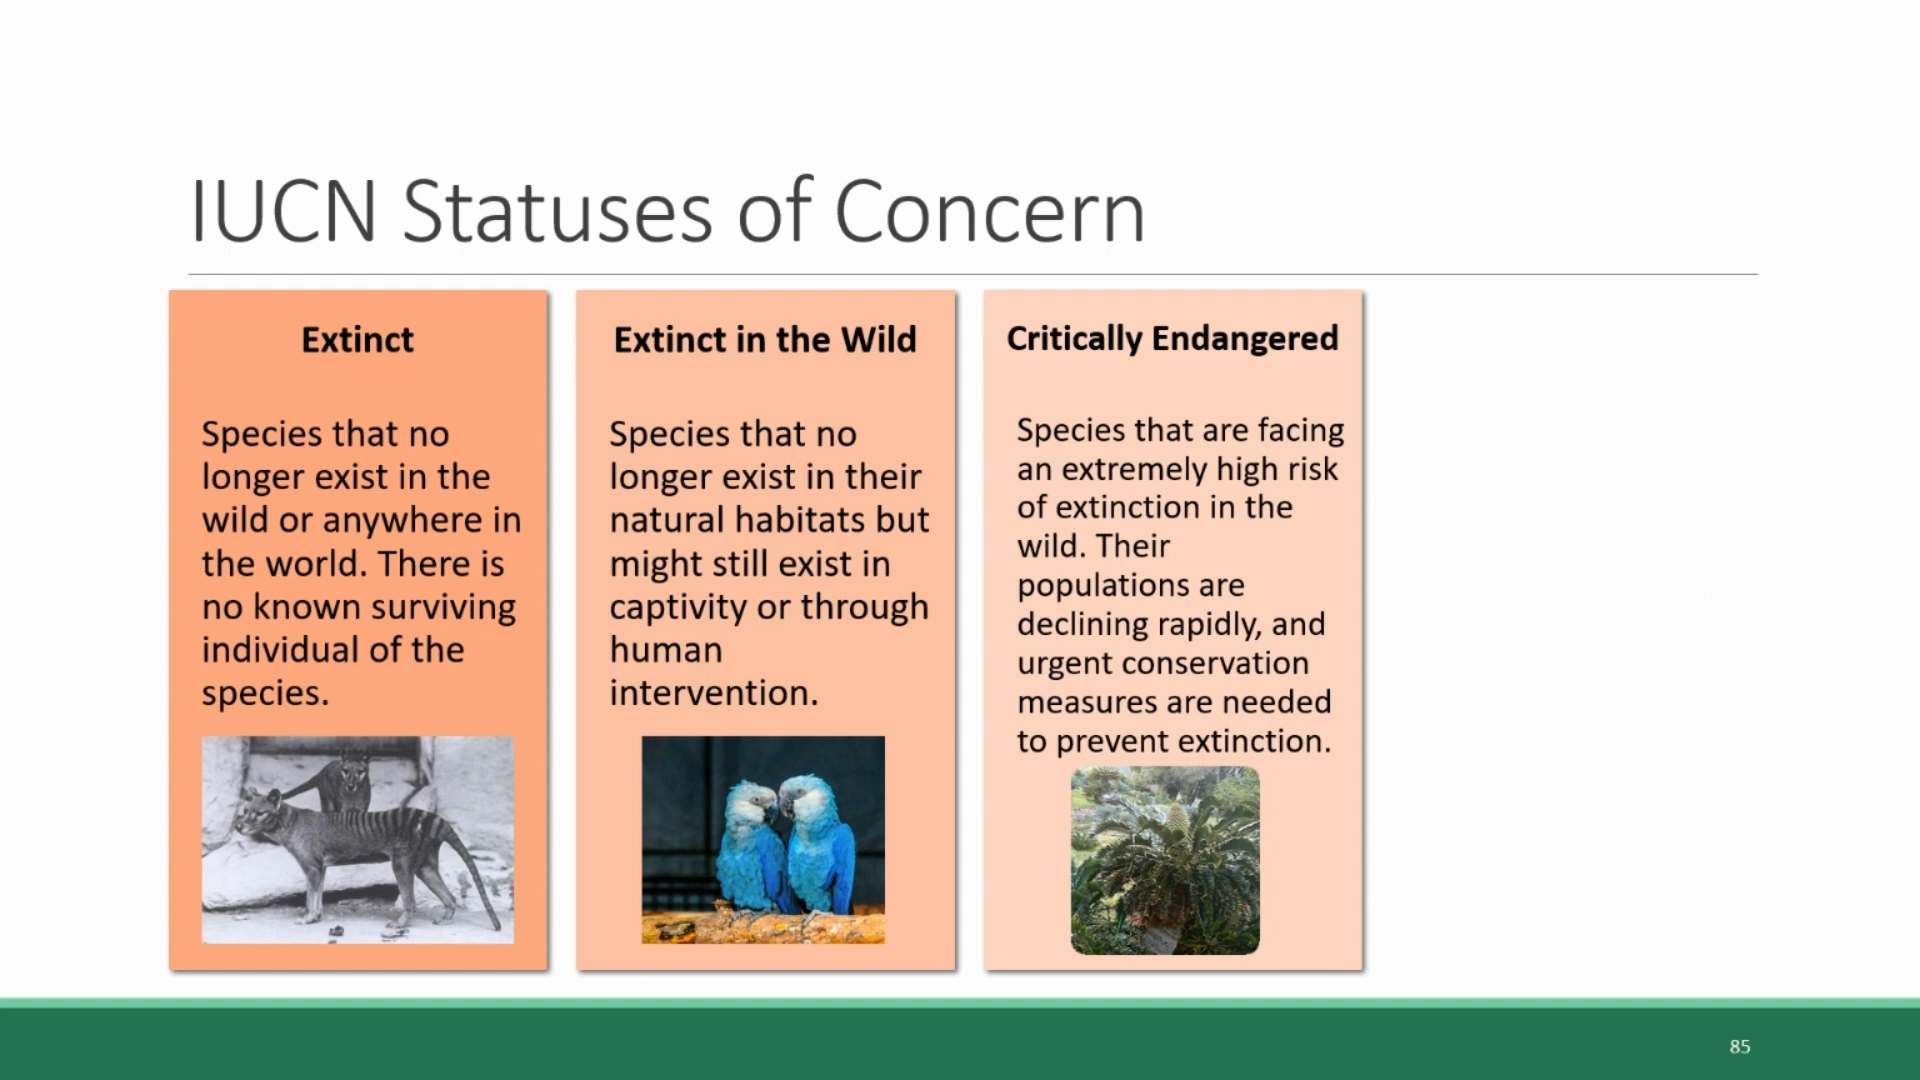 IUCN Statuses of Concern
Extinct
Species that no
longer exist in the
wild or anywhere in
the world. There is
no known surviving
individual of the
species.
Extinct in the Wild
Species that no
longer exist in their
natural habitats but
might still exist in
captivity or through
human
intervention.
Critically Endangered
Species that are facing
an extremely high risk
of extinction in the
wild. Their
populations are
declining rapidly, and
urgent conservation
measures are needed
to prevent extinction.
85